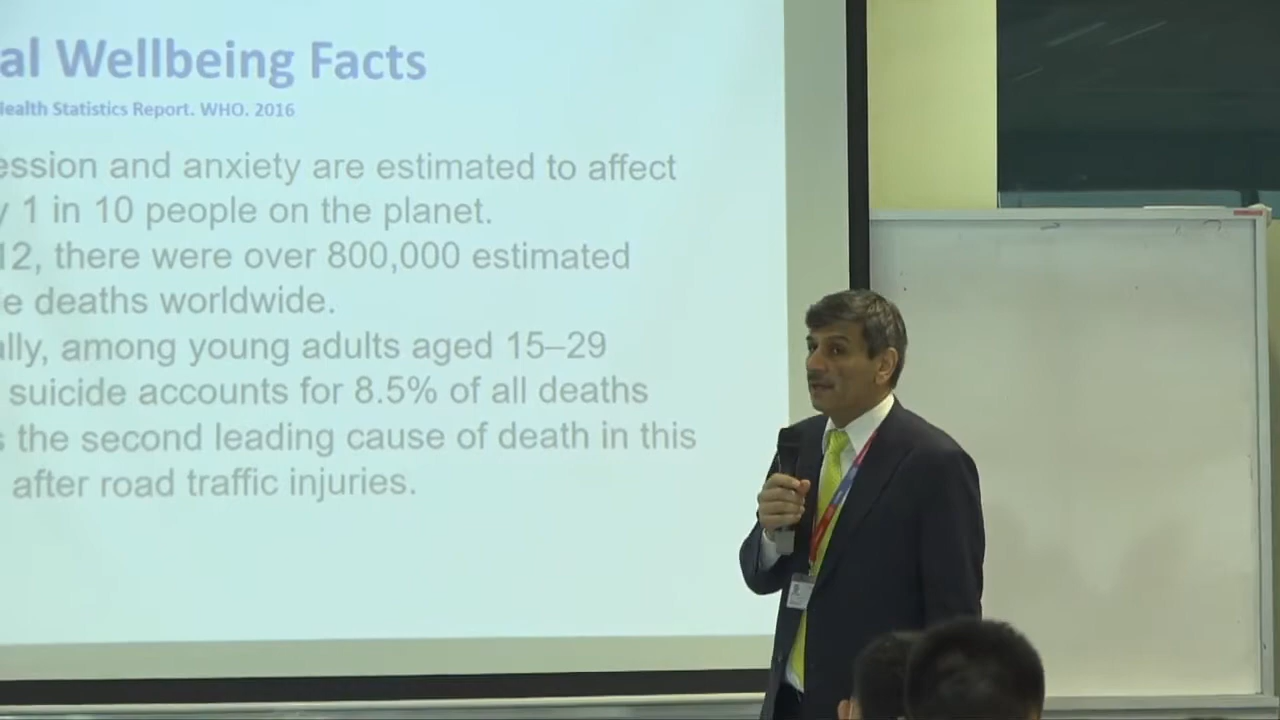 al Wellbeing Facts
Health Statistics Report. WHO. 2016
ession and anxiety are estimated to affect
y 1 in 10 people on the planet.
12, there were over 800,000 estimated
e deaths worldwide.
ally, among young adults aged 15–29
suicide accounts for 8.5% of all deaths
s the second leading cause of death in this
after road traffic injuries.